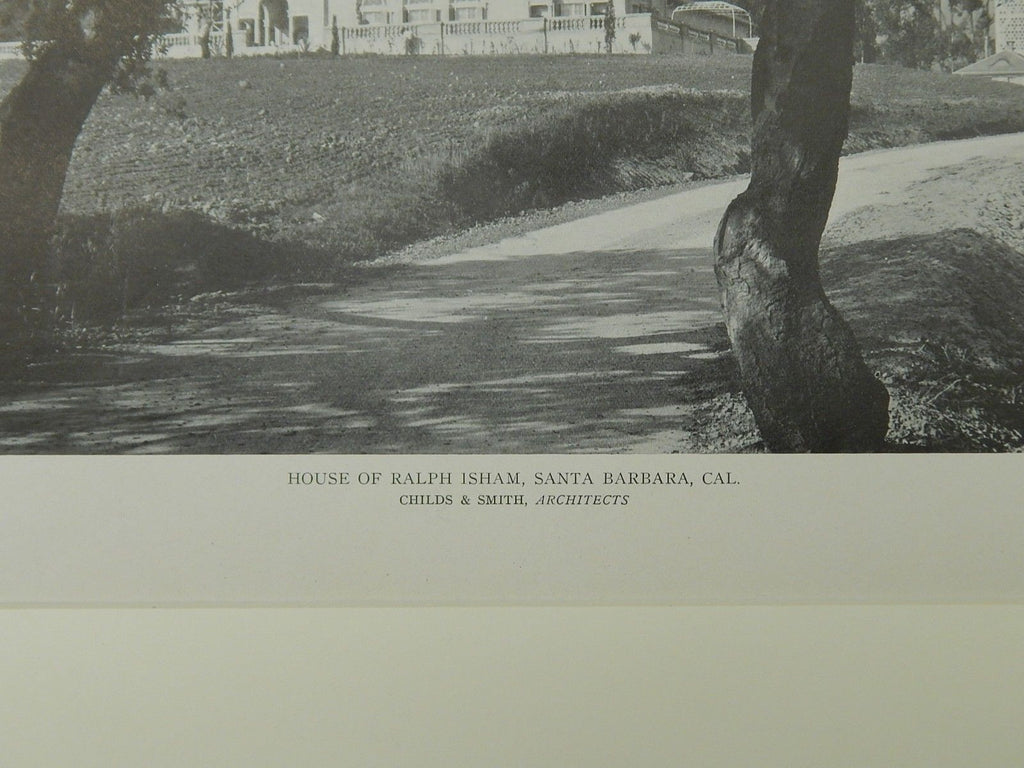 HOUSE OF RALPH ISHAM, SANTA BARBARA, CAL.
CHILDS & SMITH, ARCHITECTS